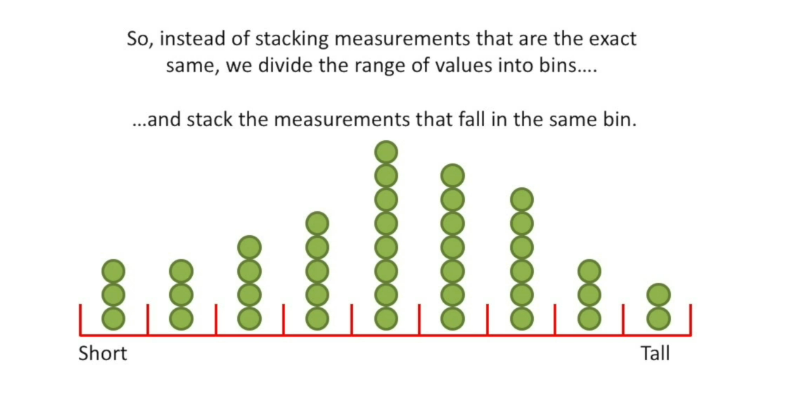 So, instead of stacking measurements that are the exact
same, we divide the range of values into bins….
…and stack the measurements that fall in the same bin.
Short
Tall